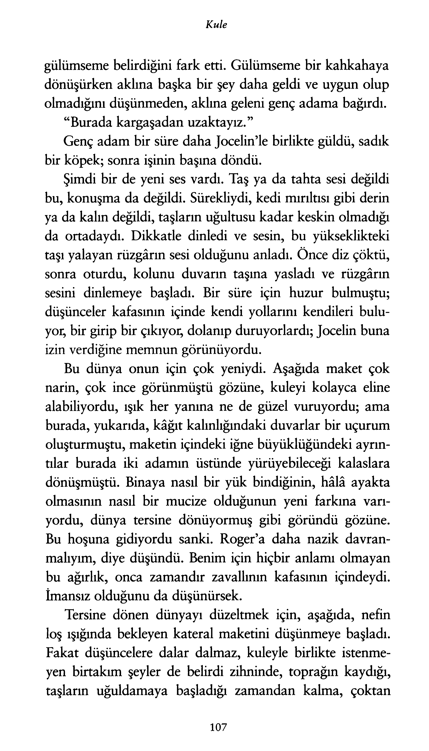 Kule
gülümseme belirdiğini fark etti. Gülümseme bir kahkahaya
dönüşürken aklına başka bir şey daha geldi ve uygun olup
olmadığını düşünmeden, aklına geleni genç adama bağırdı.
“Burada kargaşadan uzaktayız.”
Genç adam bir süre daha Jocelin’le birlikte güldü, sadık
bir köpek; sonra işinin başına döndü.
Şimdi bir de yeni ses vardı. Taş ya da tahta sesi değildi
bu, konuşma da değildi. Sürekliydi, kedi mırıltısı gibi derin
ya da kalın değildi, taşların uğultusu kadar keskin olmadığı
da ortadaydı. Dikkatle dinledi ve sesin, bu yükseklikteki
taşı yalayan rüzgârın sesi olduğunu anladı. Önce diz çöktü,
sonra oturdu, kolunu duvarın taşına yasladı ve rüzgârın
sesini dinlemeye başladı. Bir süre için huzur bulmuştu;
düşünceler kafasının içinde kendi yollarını kendileri bulu-
yor, bir girip bir çıkıyor, dolanıp duruyorlardı; Jocelin buna
izin verdiğine memnun görünüyordu.
Bu dünya onun için çok yeniydi. Aşağıda maket çok
narin, çok ince görünmüştü gözüne, kuleyi kolayca eline
alabiliyordu, ışık her yanına ne de güzel vuruyordu; ama
burada, yukarıda, kâğıt kalınlığındaki duvarlar bir uçurum
oluşturmuştu, maketin içindeki iğne büyüklüğündeki ayrın-
tılar burada iki adamın üstünde yürüyebileceği kalaslara
dönüşmüştü. Binaya nasıl bir yük bindiğinin, hâlâ ayakta
olmasının nasıl bir mucize olduğunun yeni farkına varı-
yordu, dünya tersine dönüyormuş gibi göründü gözüne.
Bu hoşuna gidiyordu sanki. Roger’a daha nazik davran-
malıyım, diye düşündü. Benim için hiçbir anlamı olmayan
bu ağırlık, onca zamandır zavallının kafasının içindeydi.
İmansız olduğunu da düşünürsek.
Tersine dönen dünyayı düzeltmek için, aşağıda, nefin
loş ışığında bekleyen kateral maketini düşünmeye başladı.
Fakat düşüncelere dalar dalmaz, kuleyle birlikte istenme-
yen birtakım şeyler de belirdi zihninde, toprağın kaydığı,
taşların uğuldamaya başladığı zamandan kalma, çoktan
107